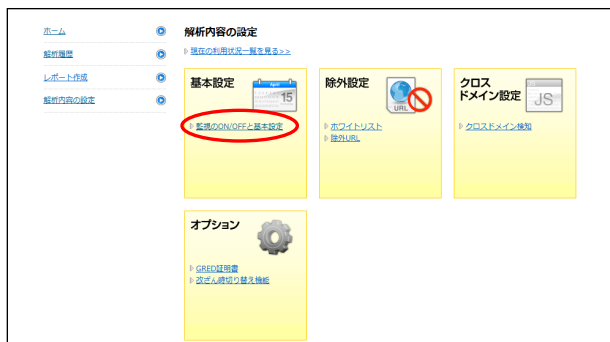 ホーム
解析履歴
レポート作成
解析内容の設定
解析内容の設定
現在の利用状況一覧を見る>>
基本設定
April
15
監視のON/OFFと基本設定
除外設定
URL
ホワイトリスト
除外URL
クロス
ドメイン設定
JS
クロスドメイン検知
オプション
GRED証明書
改ざん時切り替え機能